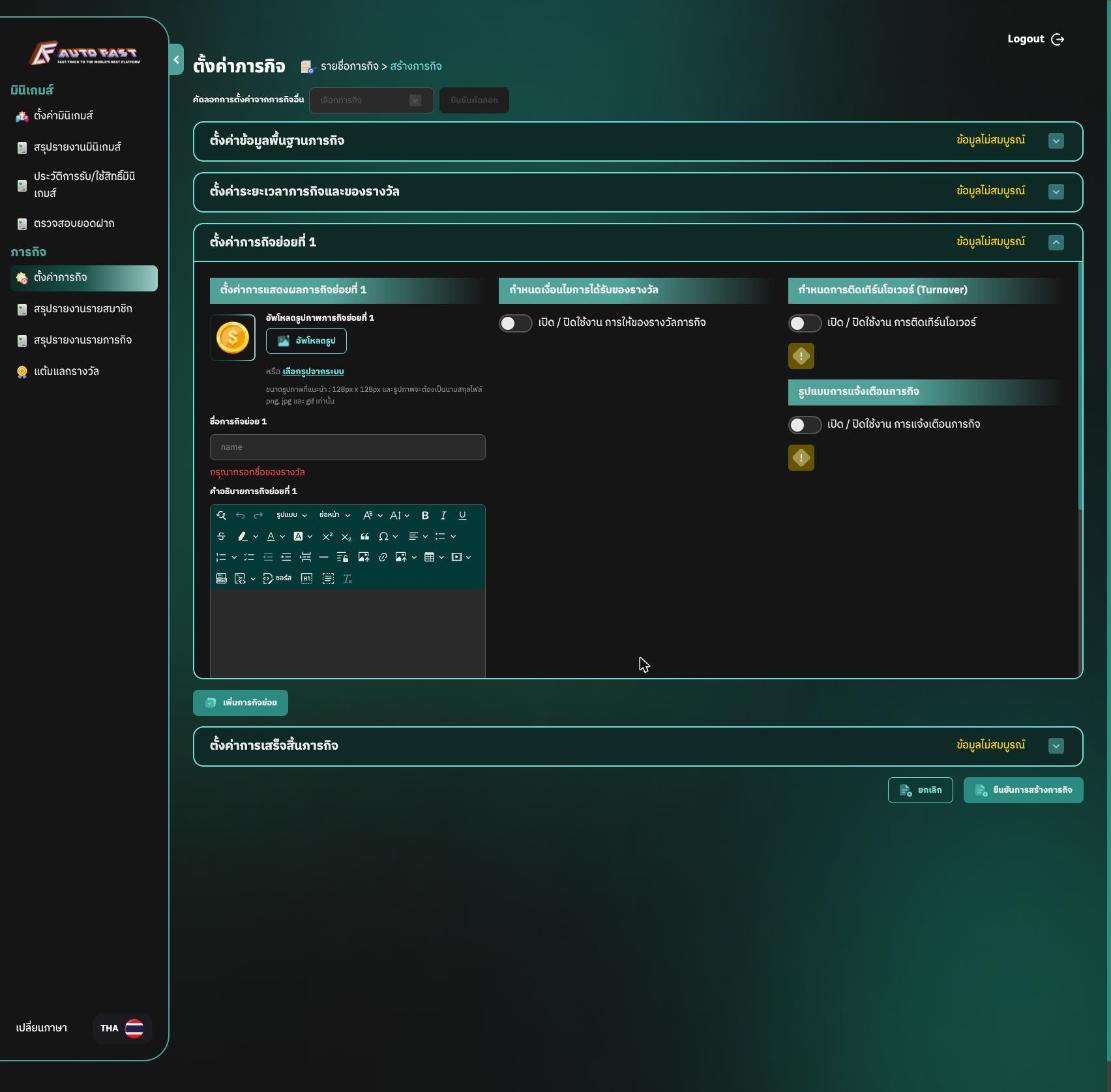 Logout
AUTO FAST
FAST TRACK TO THE WORLD'S BEST PLATFORM
ตั้งค่าภารกิจ
รายชื่อภารกิจ > สร้างภารกิจ
มินิเกมส์
ตั้งค่ามินิเกมส์
สรุปรายงานมินิเกมส์
ประวัติการรับ/ใช้สิทธิ์มินิ
เกมส์
ตรวจสอบยอดฝาก
ภารกิจ
ตั้งค่าภารกิจ
สรุปรายงานรายสมาชิก
สรุปรายงานรายภารกิจ
แต้มแลกรางวัล
คัดลอกการตั้งค่าจากภารกิจอื่น
เลือกภารกิจ
ยืนยันคัดลอก
ตั้งค่าข้อมูลพื้นฐานภารกิจ
ข้อมูลไม่สมบูรณ์
ตั้งค่าระยะเวลาภารกิจและของรางวัล
ข้อมูลไม่สมบูรณ์
ตั้งค่าภารกิจย่อยที่ 1
ข้อมูลไม่สมบูรณ์
ตั้งค่าการแสดงผลภารกิจย่อยที่ 1
อัพโหลดรูปภาพภารกิจย่อยที่ 1
อัพโหลดรูป
หรือ เลือกรูปจากระบบ
ขนาดรูปภาพที่แนะนำ : 128px x 128px และรูปภาพจะต้องเป็นนามสกุลไฟล์
png, jpg และ gif เท่านั้น
ชื่อภารกิจย่อย 1
name
กรุณากรอกชื่อของรางวัล
คำอธิบายภารกิจย่อยที่ 1
รูปแบบ
ย่อหน้า
B I U
ซอร์ส
กำหนดเงื่อนไขการได้รับของรางวัล
เปิด / ปิดใช้งาน การให้ของรางวัลภารกิจ
กำหนดการติดเทิร์นโอเวอร์ (Turnover)
เปิด / ปิดใช้งาน การติดเทิร์นโอเวอร์
รูปแบบการแจ้งเตือนภารกิจ
เปิด / ปิดใช้งาน การแจ้งเตือนภารกิจ
เพิ่มภารกิจย่อย
ตั้งค่าการเสร็จสิ้นภารกิจ
ข้อมูลไม่สมบูรณ์
ยกเลิก
ยืนยันการสร้างภารกิจ
เปลี่ยนภาษา
THA